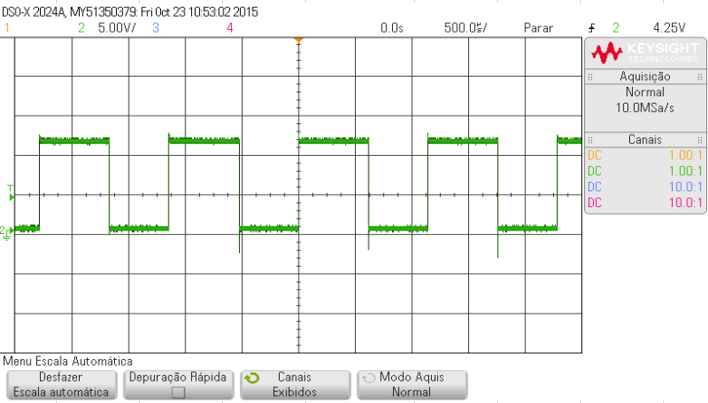 DSO-X 2024A, MY51350379: Fri Oct 23 10:53:02 2015
1 2 5.00V/ 3 4 0.0s 500.0us/ Parar 2 4.25V
KEYSIGHT
TECHNOLOGIES
Aquisição
Normal
10.0MSa/s
Canais
DC 1.00:1
DC 1.00:1
DC 10.0:1
DC 10.0:1
T
2
Menu Escala Automática
Desfazer
Escala automática
Depuração Rápida
Canais
Exibidos
Modo Aquis
Normal